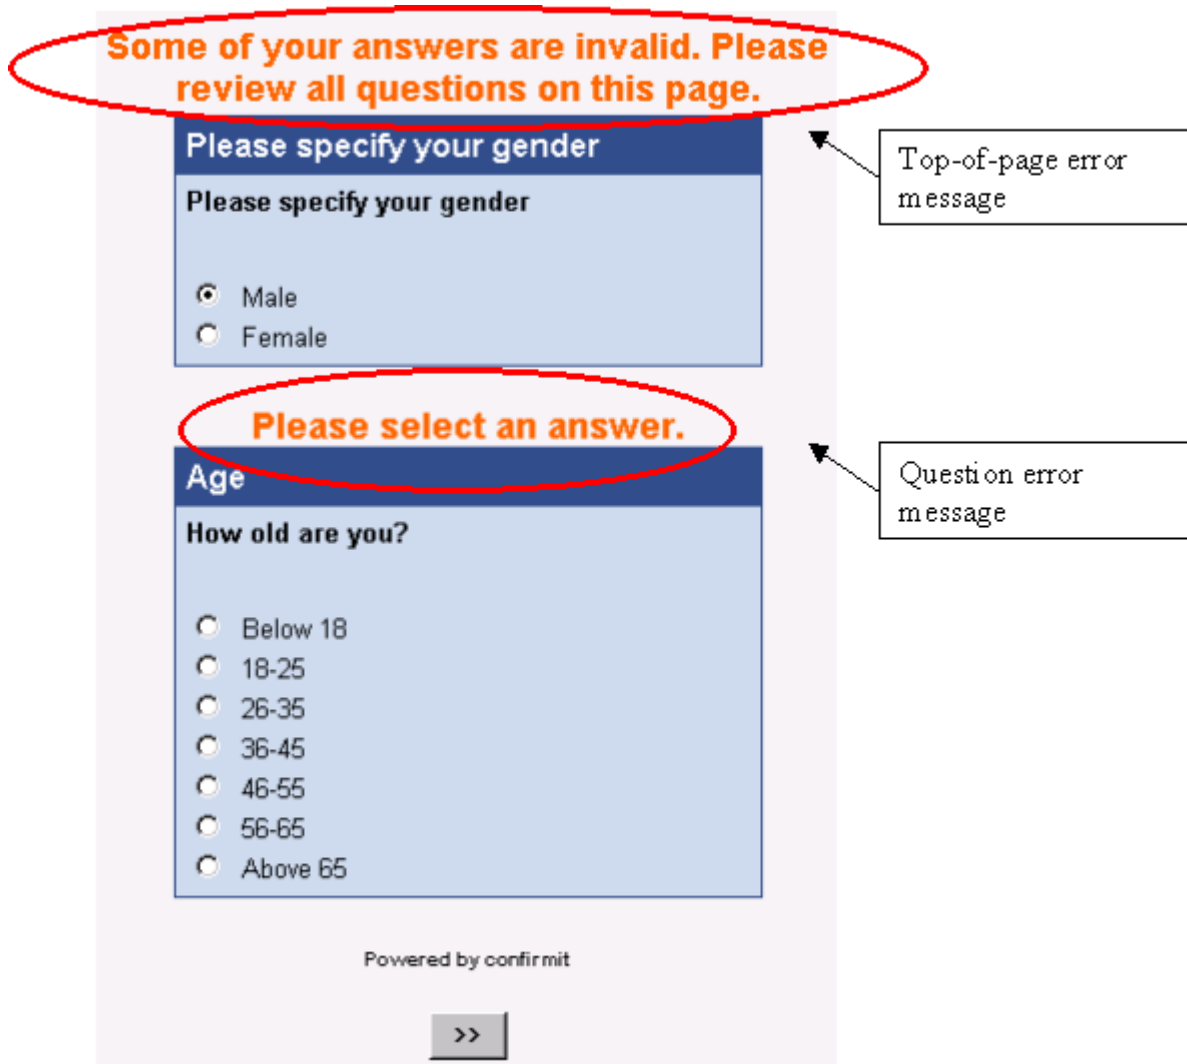 Some of your answers are invalid. Please
review all questions on this page.
Please specify your gender
Top-of-page error
message
Please specify your gender
Male
Female
Please select an answer.
Age
Question error
message
How old are you?
Below 18
18-25
26-35
36-45
46-55
56-65
Above 65
Powered by confirmit
>>